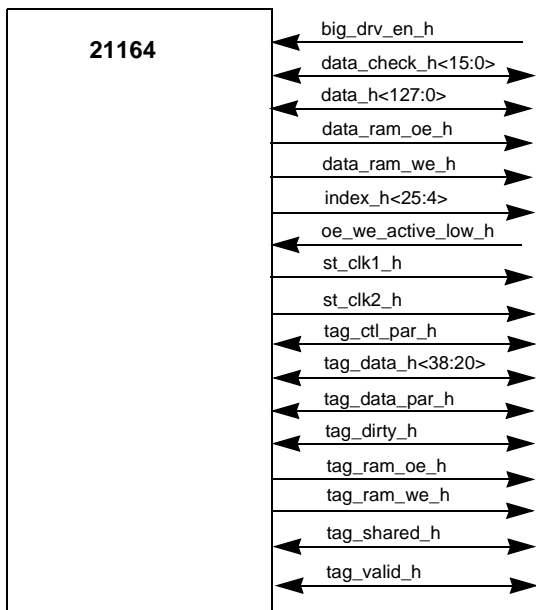 21164
big_drv_en_h
data_check_h<15:0>
data_h<127:0>
data_ram_oe_h
data_ram_we_h
index_h<25:4>
oe_we_active_low_h
st_clk1_h
st_clk2_h
tag_ctl_par_h
tag_data_h<38:20>
tag_data_par_h
tag_dirty_h
tag_ram_oe_h
tag_ram_we_h
tag_shared_h
tag_valid_h